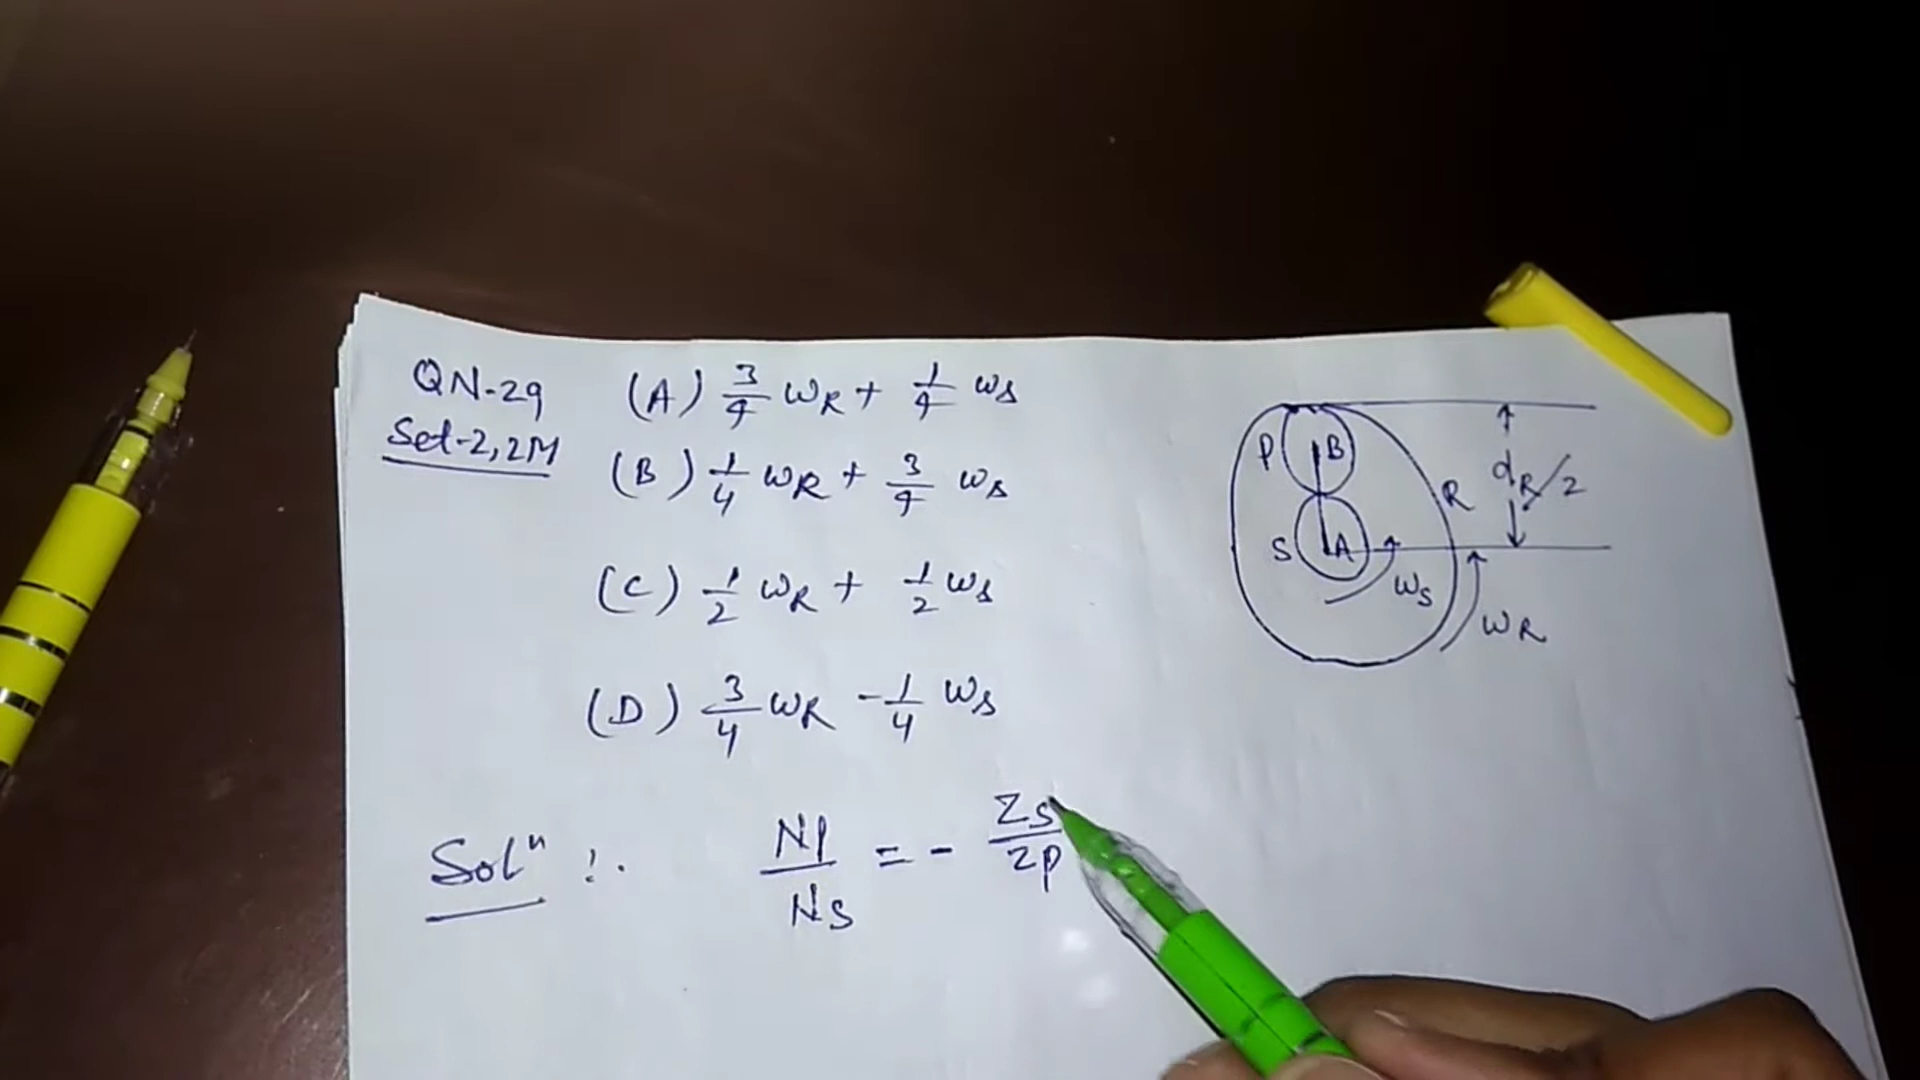 QN-29
Set-2, 2M
(A) 3/4 ωR + 1/4 ωs
(B) 1/4 ωR + 3/4 ωs
(C) 1/2 ωR + 1/2 ωs
(D) 3/4 ωR - 1/4 ωs
P B
R dR/2
S A
ωs
ωR
Solⁿ :. NP/NS = - ZS/ZP